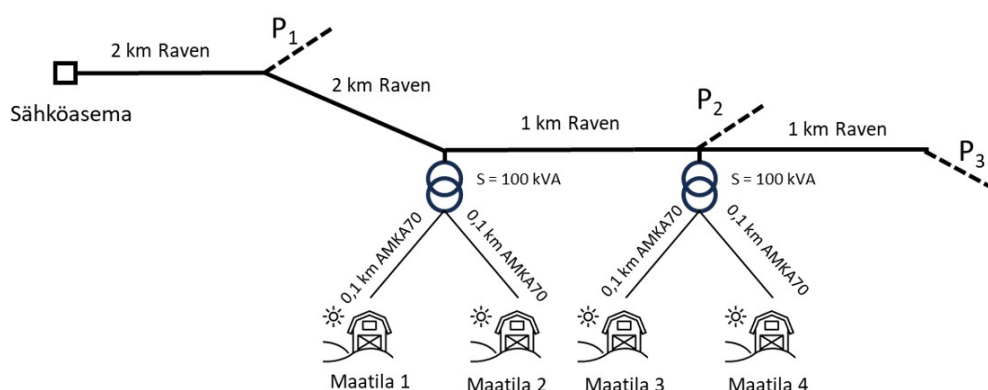 P1
2 km Raven
Sähköasema
2 km Raven
P2
1 km Raven
1 km Raven
P3
S = 100 kVA
S = 100 kVA
0,1 km AMKA70
0,1 km AMKA70
0,1 km AMKA70
0,1 km AMKA70
Maatila 1
Maatila 2
Maatila 3
Maatila 4